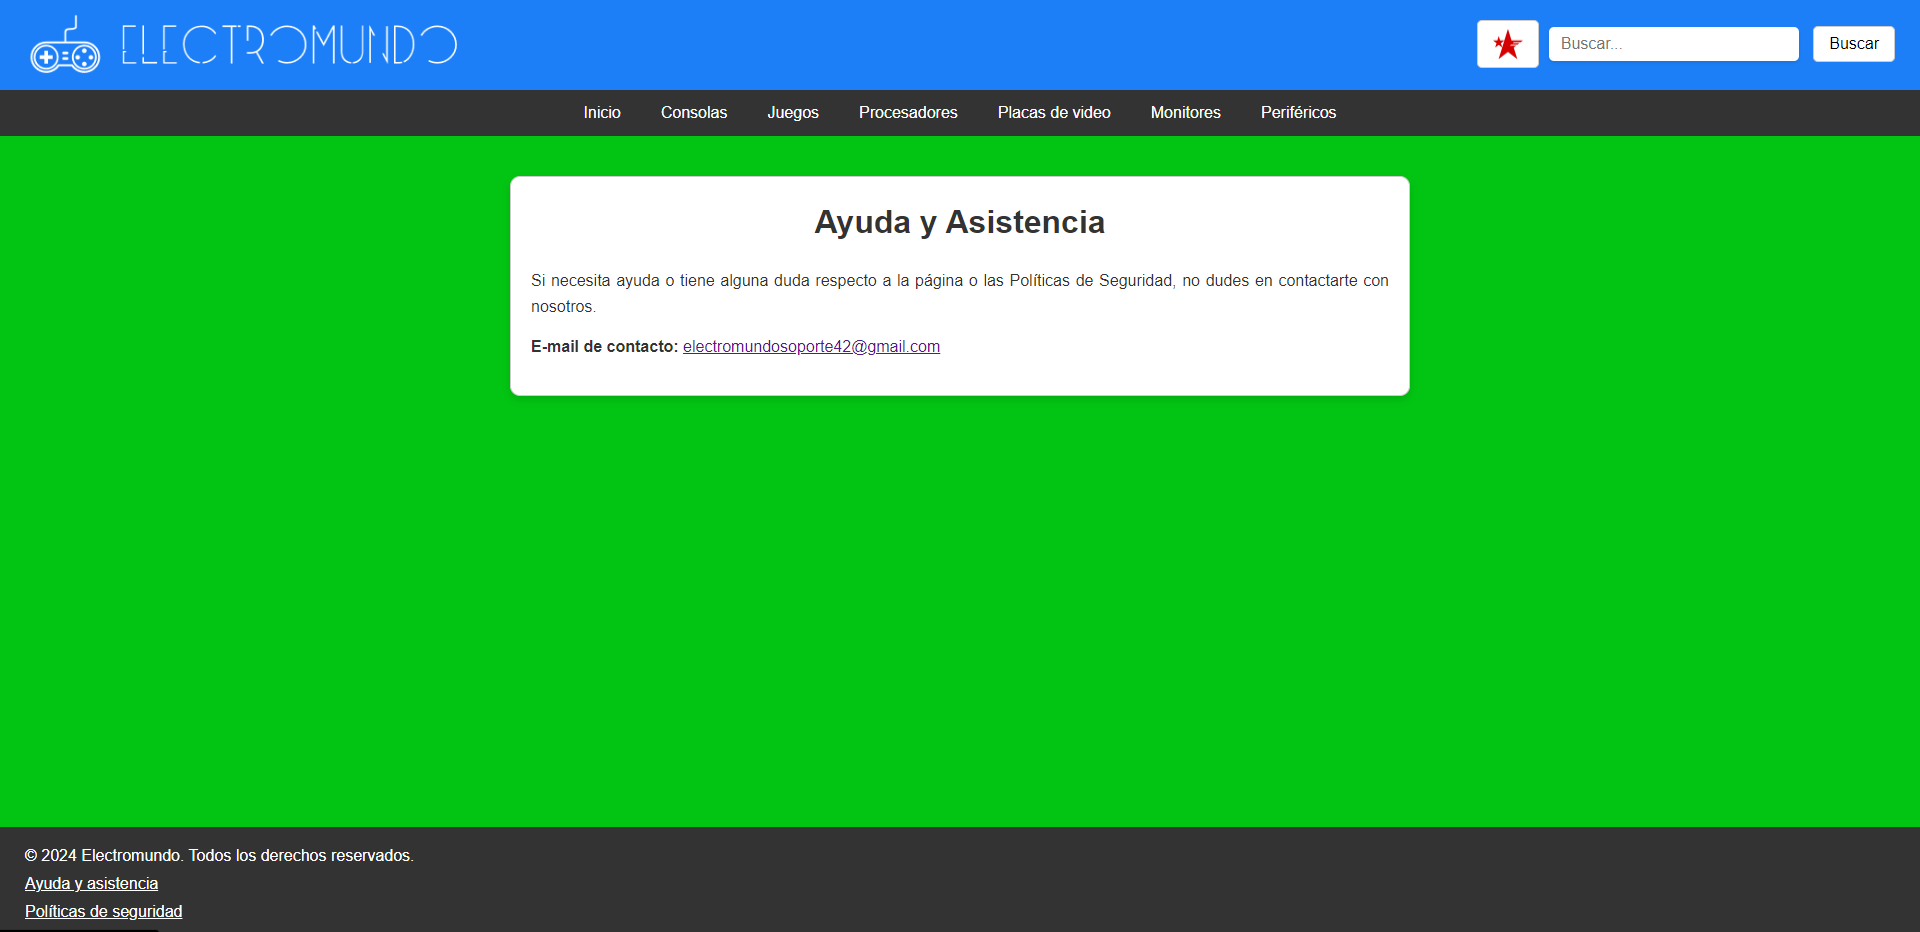 ELECTROMUNDO
Buscar...
Buscar
Inicio Consolas Juegos Procesadores Placas de video Monitores Periféricos
Ayuda y Asistencia
Si necesita ayuda o tiene alguna duda respecto a la página o las Políticas de Seguridad, no dudes en contactarte con
nosotros.
E-mail de contacto: electromundosoporte42@gmail.com
© 2024 Electromundo. Todos los derechos reservados.
Ayuda y asistencia
Políticas de seguridad